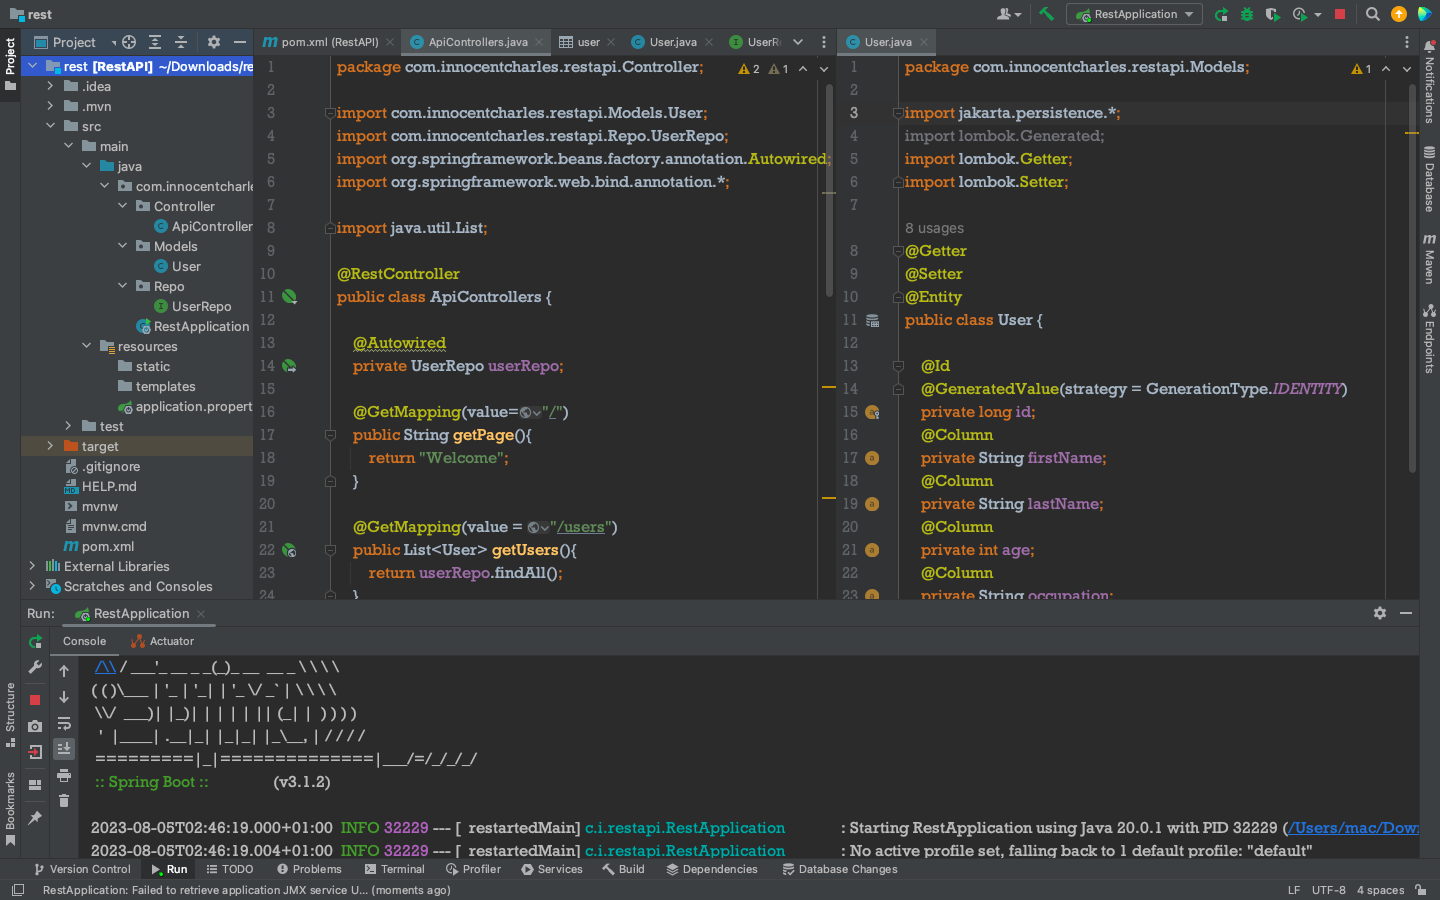 rest
RestApplication
Project
pom.xml (RestAPI)
ApiControllers.java
user
User.java
UserR
User.java
Project
rest [RestAPI] ~/Downloads/re
.idea
.mvn
src
main
java
com.innocentcharles
Controller
ApiController
Models
User
Repo
UserRepo
RestApplication
resources
static
templates
application.propert
test
target
.gitignore
HELP.md
mvnw
mvnw.cmd
pom.xml
External Libraries
Scratches and Consoles
2 1
1 package com.innocentcharles.restapi.Controller;
2
3 import com.innocentcharles.restapi.Models.User;
4 import com.innocentcharles.restapi.Repo.UserRepo;
5 import org.springframework.beans.factory.annotation.Autowired;
6 import org.springframework.web.bind.annotation.*;
7
8 import java.util.List;
9
10 @RestController
11 public class ApiControllers {
12
13 @Autowired
14 private UserRepo userRepo;
15
16 @GetMapping(value="/")
17 public String getPage(){
18 return "Welcome";
19 }
20
21 @GetMapping(value = "/users")
22 public List<User> getUsers(){
23 return userRepo.findAll();
24 }
1
1 package com.innocentcharles.restapi.Models;
2
3 import jakarta.persistence.*;
4 import lombok.Generated;
5 import lombok.Getter;
6 import lombok.Setter;
7
8 usages
8 @Getter
9 @Setter
10 @Entity
11 public class User {
12
13 @Id
14 @GeneratedValue(strategy = GenerationType.IDENTITY)
15 private long id;
16 @Column
17 private String firstName;
18 @Column
19 private String lastName;
20 @Column
21 private int age;
22 @Column
23 private String occupation;
Notifications
Database
Maven
Endpoints
Structure
Bookmarks
Run: RestApplication
Console Actuator
/\\ / ___'_ __ _ _(_)_ __ __ _ \ \ \ \
( ( )\___ | '_ | '_| | '_ \/ _` | \ \ \ \
\\/ ___)| |_)| | | | | | || (_| | ) ) ) )
' |____| .__|_| |_|_| |_\__, | / / / /
=========|_|==============|___/=/_/_/_/
:: Spring Boot :: (v3.1.2)
2023-08-05T02:46:19.000+01:00 INFO 32229 --- [ restartedMain] c.i.restapi.RestApplication : Starting RestApplication using Java 20.0.1 with PID 32229 (/Users/mac/Dow
2023-08-05T02:46:19.004+01:00 INFO 32229 --- [ restartedMain] c.i.restapi.RestApplication : No active profile set, falling back to 1 default profile: "default"
Version Control Run TODO Problems Terminal Profiler Services Build Dependencies Database Changes
RestApplication: Failed to retrieve application JMX service U... (moments ago)
LF UTF-8 4 spaces